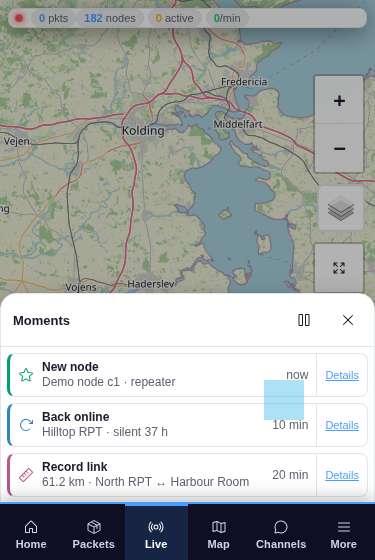 0 pkts 182 nodes 0 active 0/min
Fredericia
+
Middelfart
Kolding
Vejen
−
ng
Vojens
Haderslev
Moments
New node
now
Details
Demo node c1 · repeater
Back online
10 min
Details
Hilltop RPT · silent 37 h
Record link
20 min
Details
61.2 km · North RPT ↔ Harbour Room
Home Packets Live Map Channels More